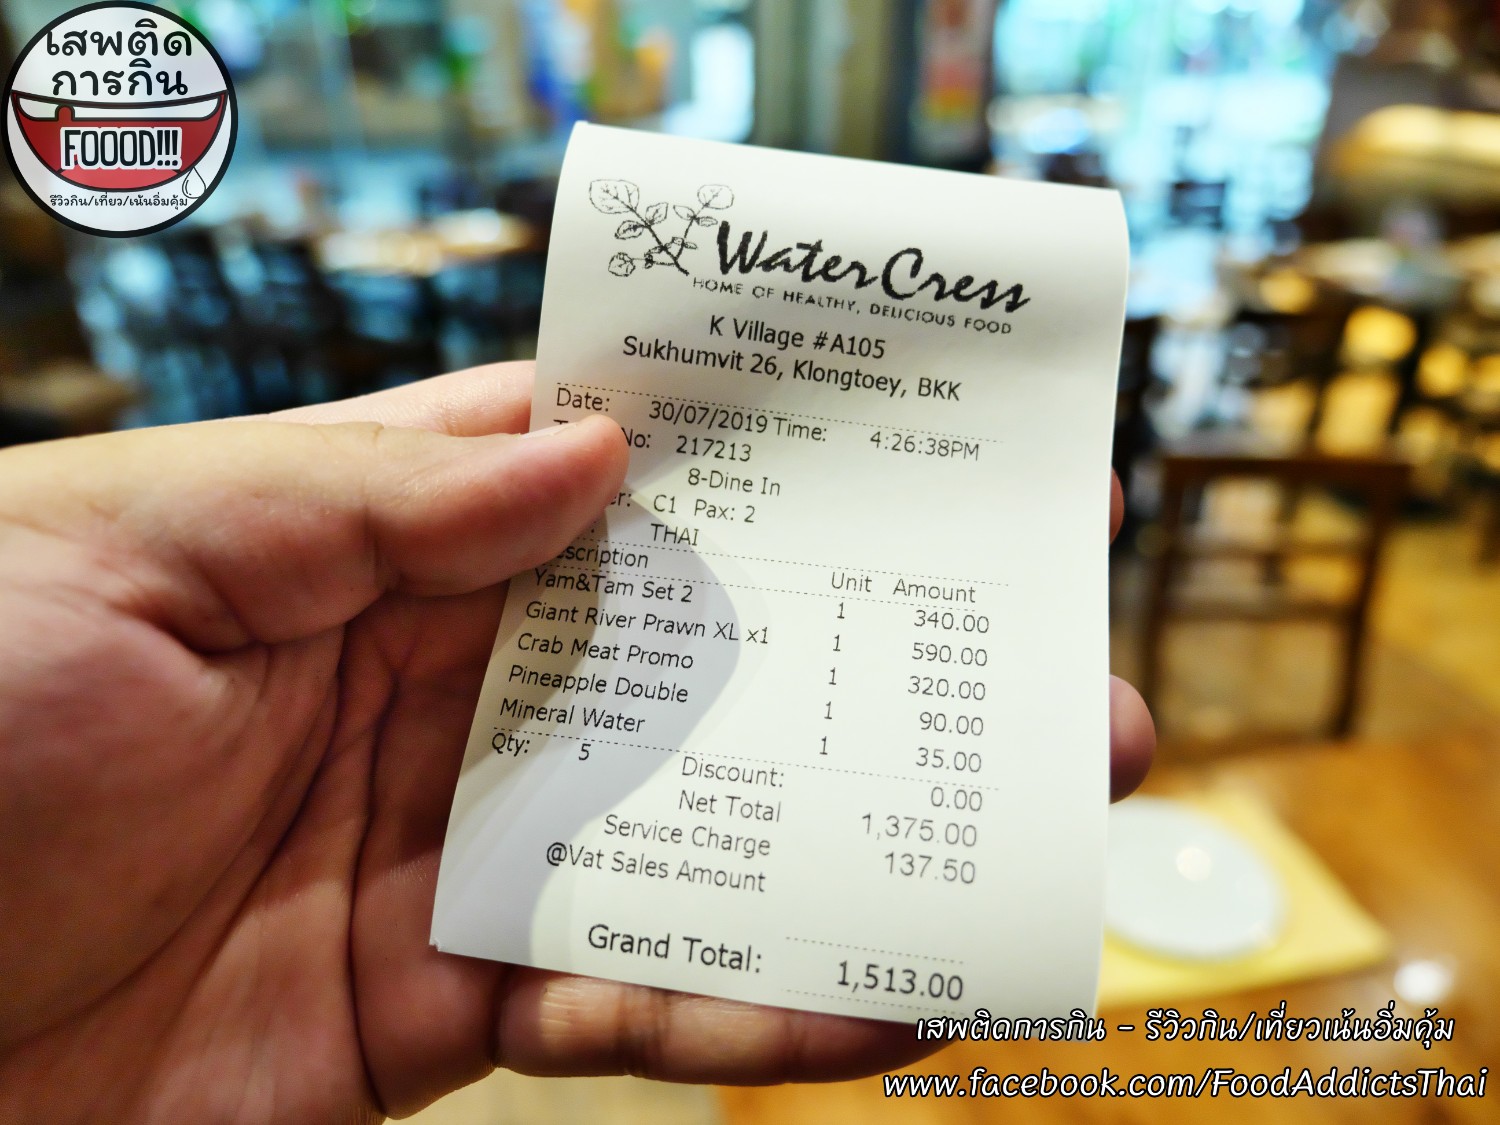 เสพติด
การกิน
FOOOD!!!
รีวิวกิน/เที่ยว/เน้นอิ่มคุ้ม
WaterCress
HOME OF HEALTHY, DELICIOUS FOOD
K Village #A105
Sukhumvit 26, Klongtoey, BKK
Date: 30/07/2019 Time: 4:26:38PM
No: 217213
8-Dine In
C1 Pax: 2
THAI
Unit Amount
Yam&Tam Set 2 1 340.00
Giant River Prawn XL x1 1 590.00
Crab Meat Promo 1 320.00
Pineapple Double 1 90.00
Mineral Water 1 35.00
Qty: 5
Discount: 0.00
Net Total 1,375.00
Service Charge 137.50
@Vat Sales Amount
Grand Total: 1,513.00
เสพติดการกิน - รีวิวกิน/เที่ยวเน้นอิ่มคุ้ม
www.facebook.com/FoodAddictsThai